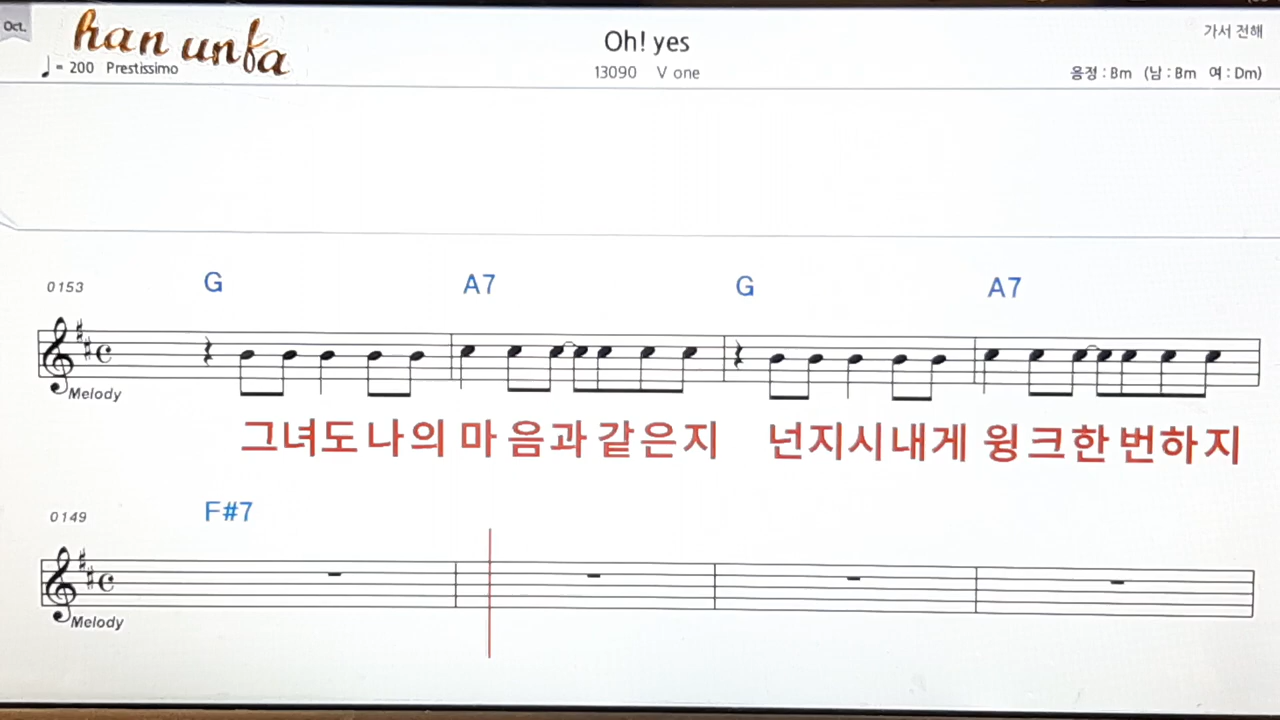 Oct.
han unfa
Oh! yes
가서 전해
♩= 200 Prestissimo
13090 V one
음정 : Bm (남 : Bm 여 : Dm)
0153 G A7 G A7
Melody
그녀도나의 마 음과 같은지 넌지시내게 윙크한 번하지
0149 F#7
Melody